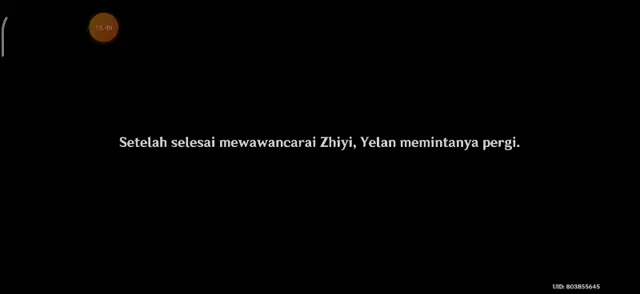 Setelah selesai mewawancarai Zhiyi, Yelan memintanya pergi.
UID: 803855645